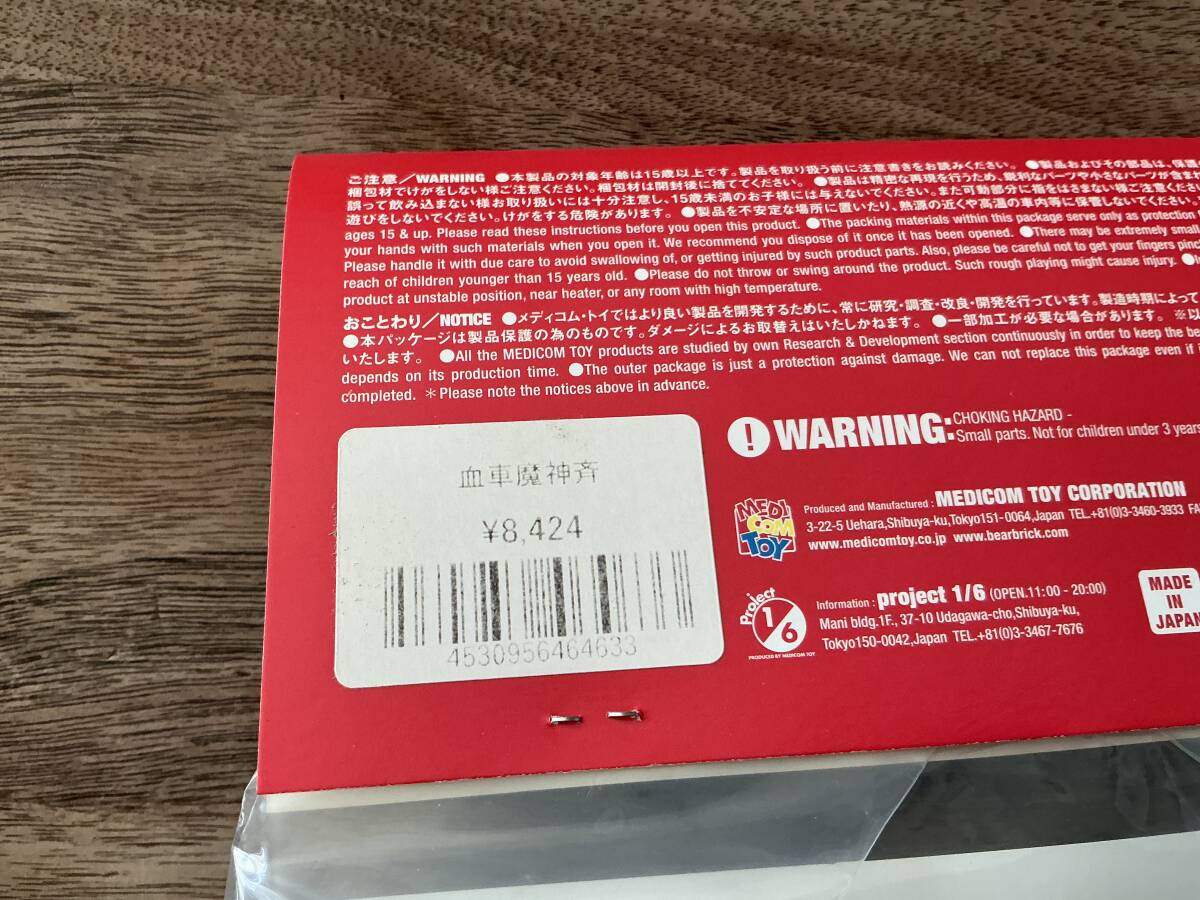 ご注意／WARNING ●本製品の対象年齢は15歳以上です。製品を取り扱う前に注意書きをお読みください。 ●製品およびその部品は、保置
梱包材でけがをしない様ご注意ください。梱包材は開封後に捨ててください。 ●製品は精密な再現を行うため、鋭利なパーツや小さなパーツが含まれ
誤って飲み込まない様お取り扱いには十分注意し、15歳未満のお子様には与えないでください。また可動部分に指をはさまない様ご注意くだ
遊びをしないでください。けがをする危険があります。 ●製品を不安定な場所に置いたり、熱源の近くや高温の車内等に保管しないでください。
ages 15 & up. Please read these instructions before you open this product. ●The packing materials within this package serve only as protection
your hands with such materials when you open it. We recommend you dispose of it once it has been opened. ●There may be extremely small
Please handle it with due care to avoid swallowing of, or getting injured by such product parts. Also, please be careful not to get your fingers pinc
reach of children younger than 15 years old. ●Please do not throw or swing around the product. Such rough playing might cause injury. ●
product at unstable position, near heater, or any room with high temperature.
おことわり／NOTICE ●メディコム・トイではより良い製品を開発するために、常に研究・調査・改良・開発を行っています。製造時期によって
●本パッケージは製品保護の為のものです。ダメージによるお取替えはいたしかねます。 ●一部加工が必要な場合があります。 ※以
いたします。 ●All the MEDICOM TOY products are studied by own Research & Development section continuously in order to keep the be
depends on its production time. ●The outer package is just a protection against damage. We can not replace this package even if i
completed. ＊Please note the notices above in advance.
血車魔神斉
¥8,424
4530956464633
! WARNING: CHOKING HAZARD -
Small parts. Not for children under 3 years
MEDI COM TOY
Produced and Manufactured : MEDICOM TOY CORPORATION
3-22-5 Uehara,Shibuya-ku,Tokyo151-0064,Japan TEL.+81(0)3-3460-3933 FA
www.medicomtoy.co.jp www.bearbrick.com
Project 1/6
PRODUCED BY MEDICOM TOY
Information : project 1/6 (OPEN.11:00 - 20:00)
Mani bldg.1F., 37-10 Udagawa-cho,Shibuya-ku,
Tokyo150-0042,Japan TEL.+81(0)3-3467-7676
MADE
IN
JAPAN